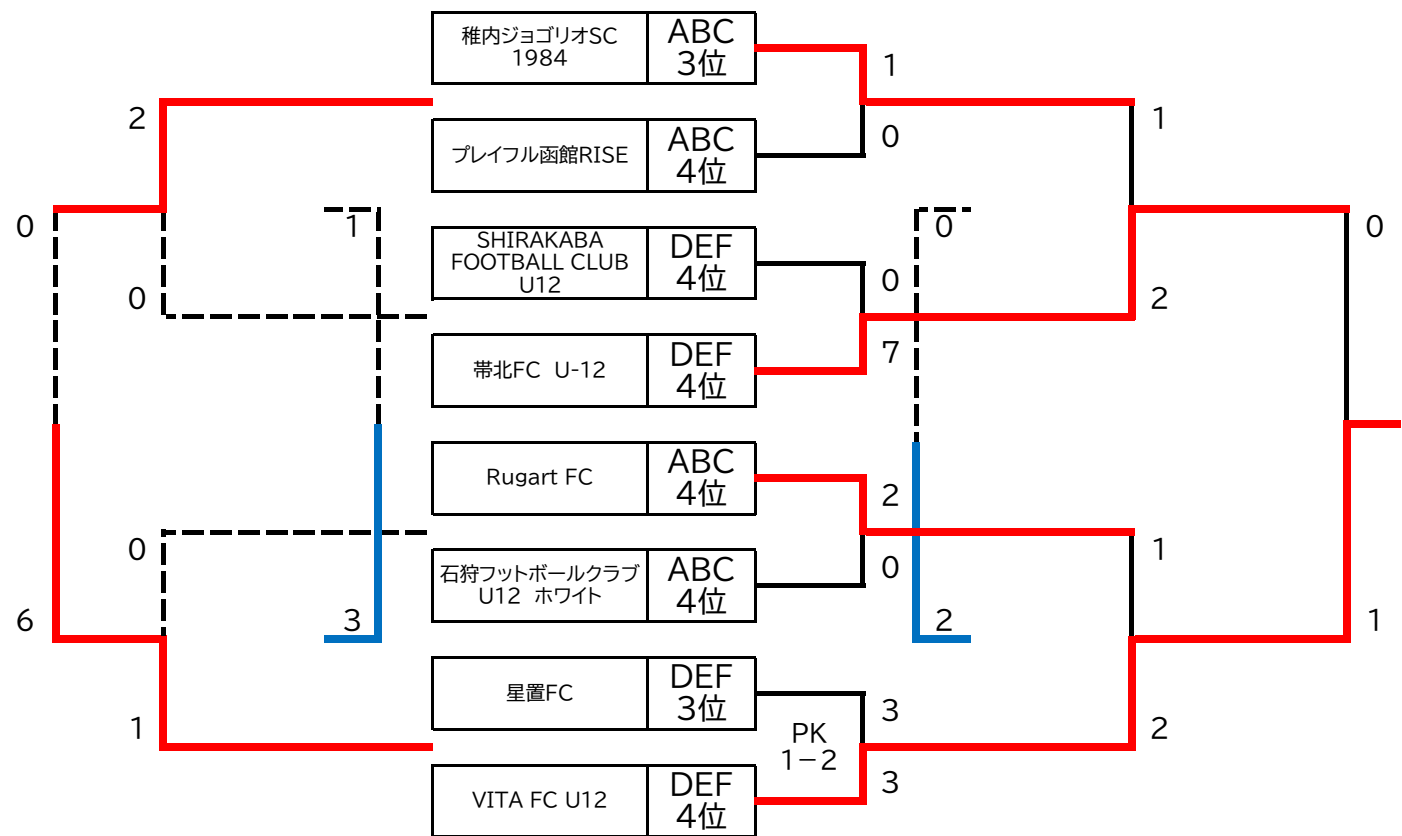 稚内ジョゴリオSC
1984
ABC
3位
1
2
1
プレイフル函館RISE
ABC
4位
0
0
1
0
0
SHIRAKABA
FOOTBALL CLUB
U12
DEF
4位
0
0
2
帯北FC U-12
DEF
4位
7
Rugart FC
ABC
4位
2
0
1
石狩フットボールクラブ
U12 ホワイト
ABC
4位
0
6
3
2
1
星置FC
DEF
3位
3
1
PK
1-2
2
VITA FC U12
DEF
4位
3